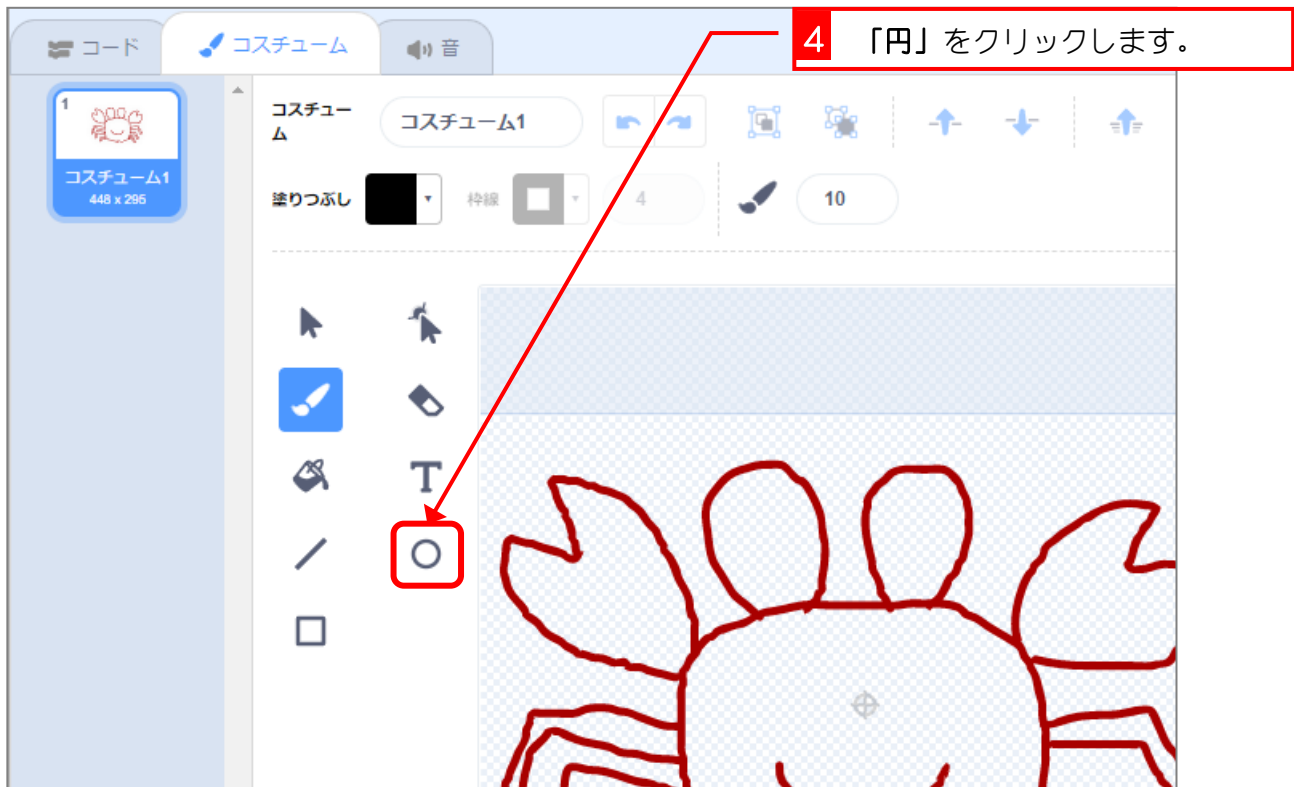 コード
コスチューム
音
4 「円」をクリックします。
1
コスチューム1
448 x 295
コスチュー
ム
コスチューム1
塗りつぶし
枠線
4
10
T